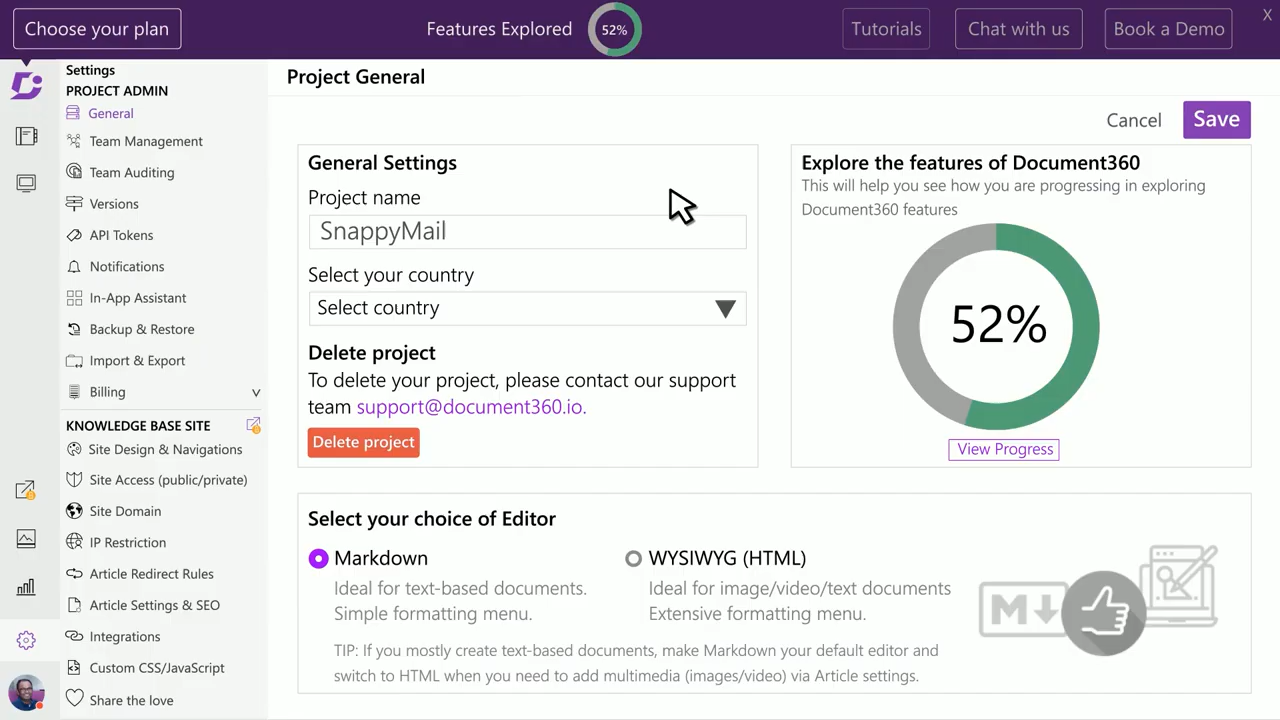 Choose your plan
Features Explored
52%
Tutorials
Chat with us
Book a Demo
X
Settings
PROJECT ADMIN
General
Team Management
Team Auditing
Versions
API Tokens
Notifications
In-App Assistant
Backup & Restore
Import & Export
Billing
KNOWLEDGE BASE SITE
Site Design & Navigations
Site Access (public/private)
Site Domain
IP Restriction
Article Redirect Rules
Article Settings & SEO
Integrations
Custom CSS/JavaScript
Share the love
Project General
Cancel
Save
General Settings
Project name
SnappyMail
Select your country
Select country
Delete project
To delete your project, please contact our support
team support@document360.io.
Delete project
Explore the features of Document360
This will help you see how you are progressing in exploring
Document360 features
52%
View Progress
Select your choice of Editor
Markdown
Ideal for text-based documents.
Simple formatting menu.
WYSIWYG (HTML)
Ideal for image/video/text documents
Extensive formatting menu.
TIP: If you mostly create text-based documents, make Markdown your default editor and
switch to HTML when you need to add multimedia (images/video) via Article settings.
M